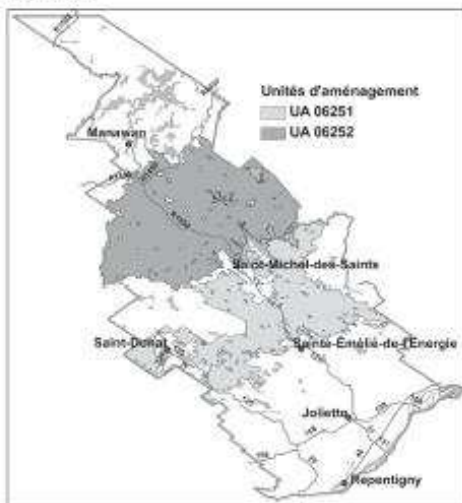 Unités d'aménagement
UA 06251
UA 06252
Manawan
Saint-Michel-des-Saints
Saint-Donat
Sainte-Émélie-de-l'Énergie
Joliette
Repentigny